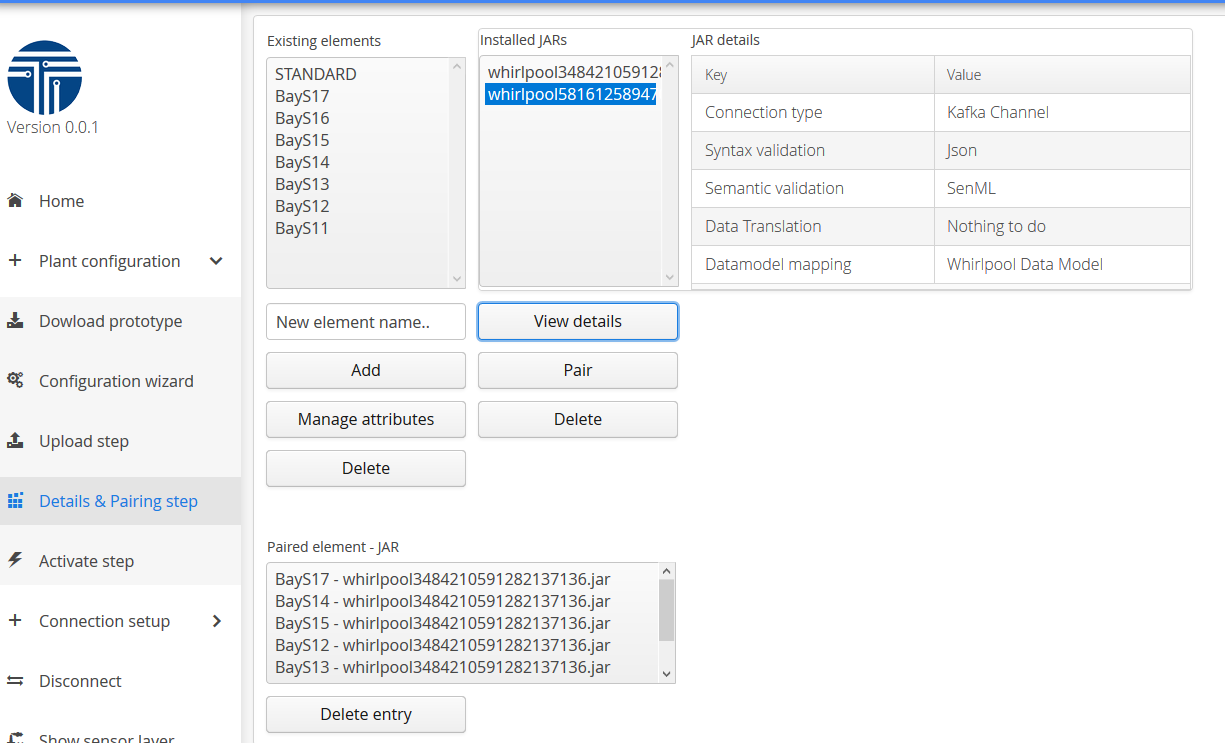 Version 0.0.1
Home
Plant configuration
Dowload prototype
Configuration wizard
Upload step
Details & Pairing step
Activate step
Connection setup
Disconnect
Show sensor layer
Existing elements
STANDARD
BayS17
BayS16
BayS15
BayS14
BayS13
BayS12
BayS11
New element name..
Add
Manage attributes
Delete
Installed JARs
whirlpool348421059128
whirlpool58161258947
View details
Pair
Delete
JAR details
Key Value
Connection type Kafka Channel
Syntax validation Json
Semantic validation SenML
Data Translation Nothing to do
Datamodel mapping Whirlpool Data Model
Paired element - JAR
BayS17 - whirlpool3484210591282137136.jar
BayS14 - whirlpool3484210591282137136.jar
BayS15 - whirlpool3484210591282137136.jar
BayS12 - whirlpool3484210591282137136.jar
BayS13 - whirlpool3484210591282137136.jar
Delete entry